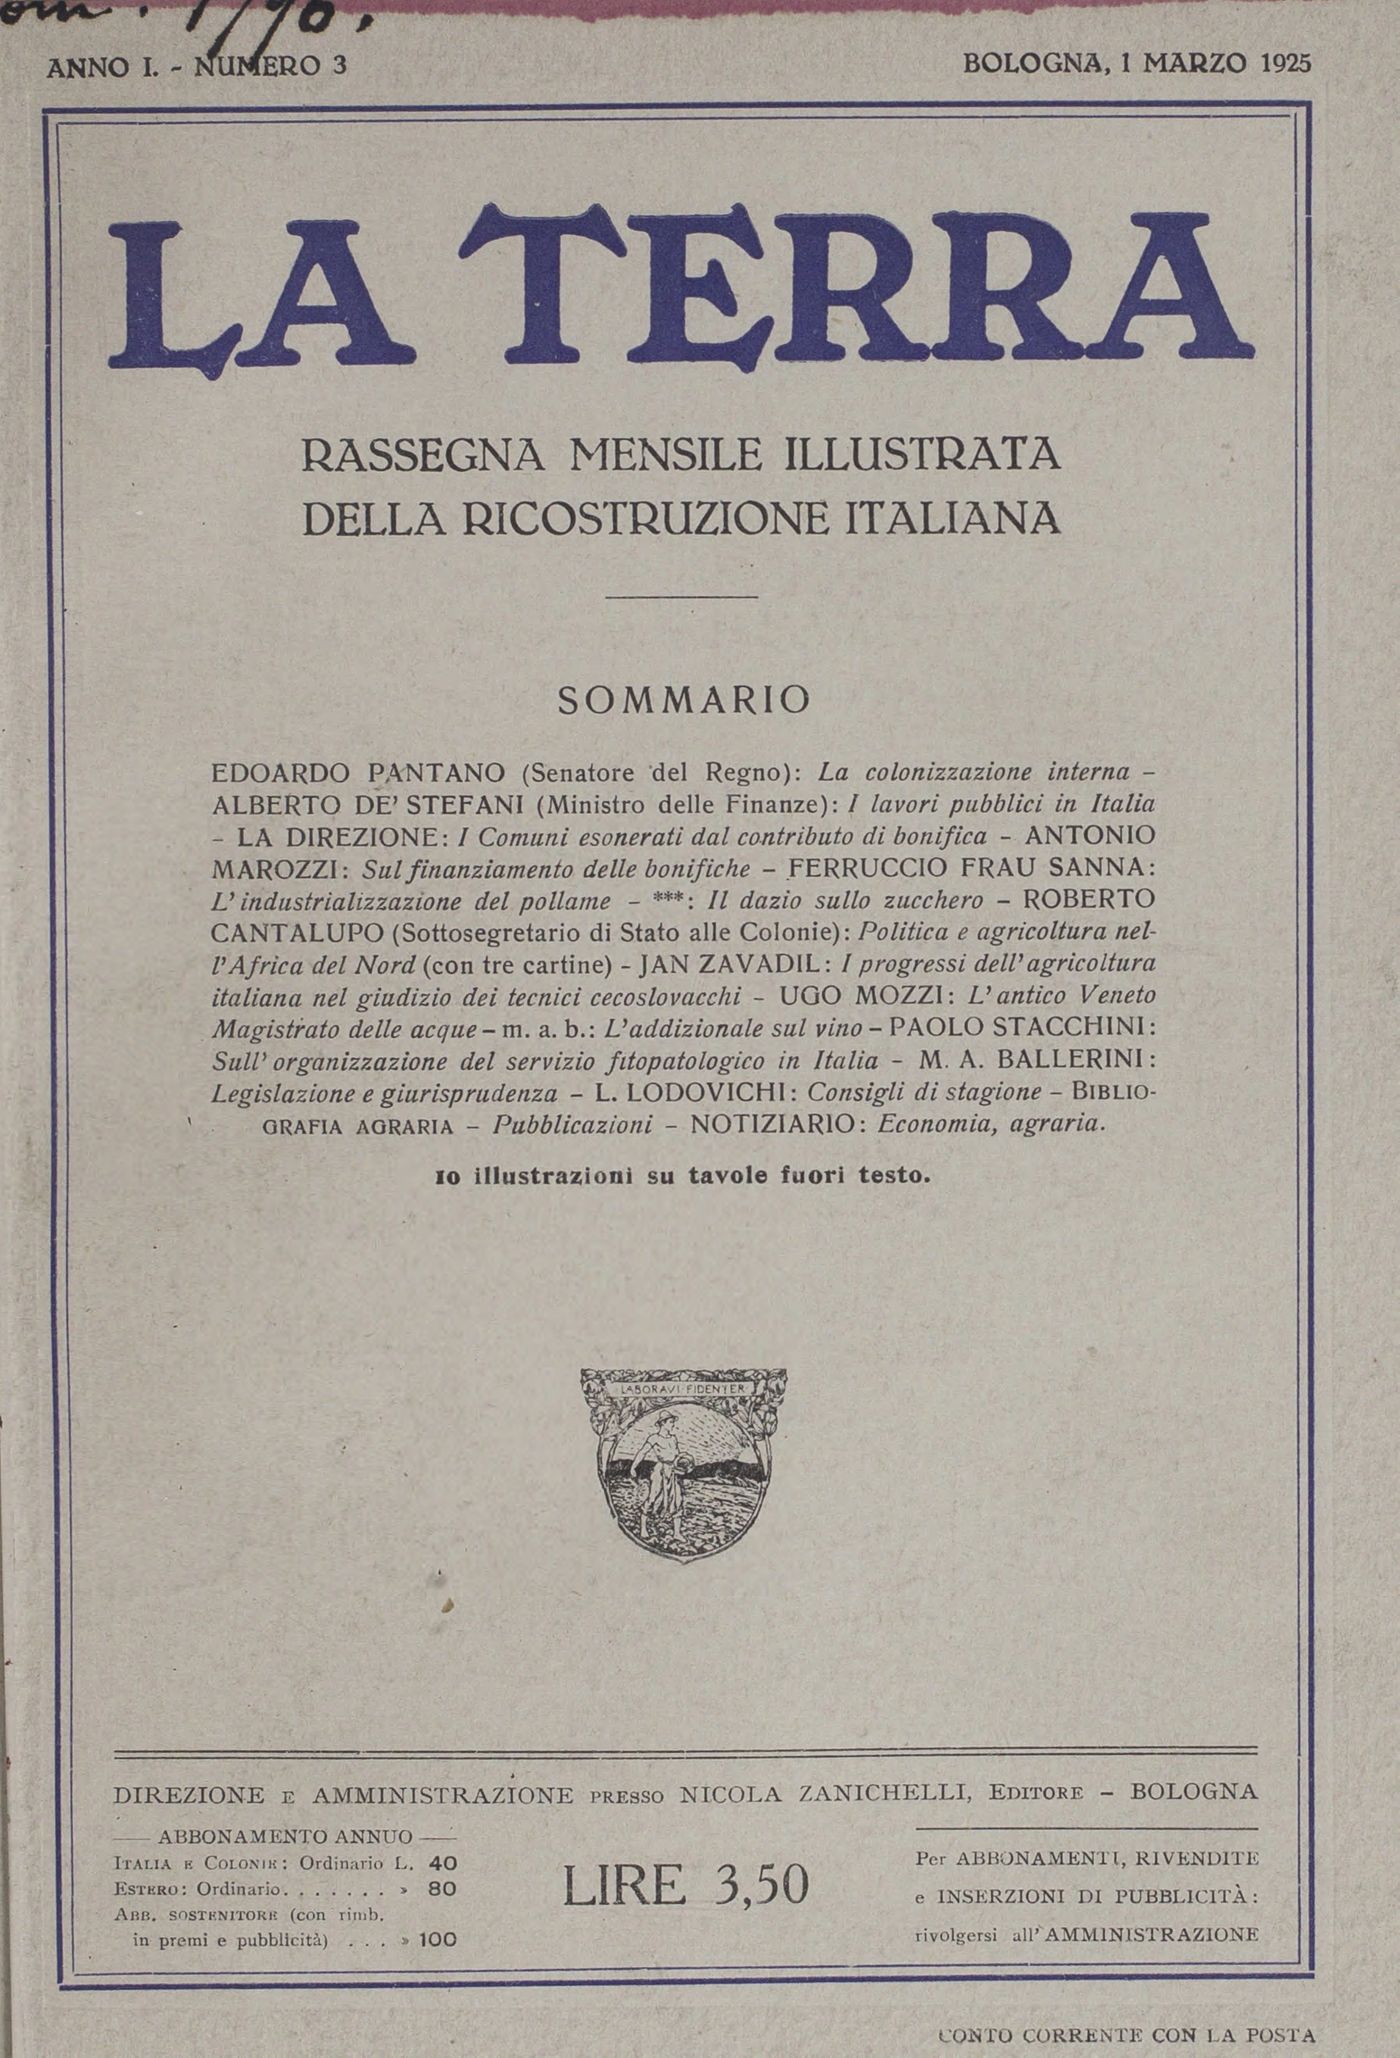 ANNO I. - NUMERO 3
BOLOGNA, 1 MARZO 1925
LA TERRA
RASSEGNA MENSILE ILLUSTRATA
DELLA RICOSTRUZIONE ITALIANA
SOMMARIO
EDOARDO PANTANO (Senatore del Regno): La colonizzazione interna –
ALBERTO DE' STEFANI (Ministro delle Finanze): I lavori pubblici in Italia
– LA DIREZIONE: I Comuni esonerati dal contributo di bonifica – ANTONIO
MAROZZI: Sul finanziamento delle bonifiche – FERRUCCIO FRAU SANNA:
L'industrializzazione del pollame – ***: Il dazio sullo zucchero – ROBERTO
CANTALUPO (Sottosegretario di Stato alle Colonie): Politica e agricoltura nel-
l'Africa del Nord (con tre cartine) - JAN ZAVADIL: I progressi dell'agricoltura
italiana nel giudizio dei tecnici cecoslovacchi – UGO MOZZI: L'antico Veneto
Magistrato delle acque – m. a. b.: L'addizionale sul vino – PAOLO STACCHINI:
Sull'organizzazione del servizio fitopatologico in Italia – M. A. BALLERINI:
Legislazione e giurisprudenza – L. LODOVICHI: Consigli di stagione – BIBLIO-
GRAFIA AGRARIA – Pubblicazioni – NOTIZIARIO: Economia, agraria.
10 illustrazioni su tavole fuori testo.
LABORAVI FIDENTER
DIREZIONE E AMMINISTRAZIONE PRESSO NICOLA ZANICHELLI, EDITORE – BOLOGNA
ABBONAMENTO ANNUO
ITALIA E COLONIE: Ordinario L. 40
ESTERO: Ordinario. . . . . . . » 80
ABB. SOSTENITORE (con rimb.
in premi e pubblicità) . . . » 100
LIRE 3,50
Per ABBONAMENTI, RIVENDITE
e INSERZIONI DI PUBBLICITÀ:
rivolgersi all'AMMINISTRAZIONE
CONTO CORRENTE CON LA POSTA